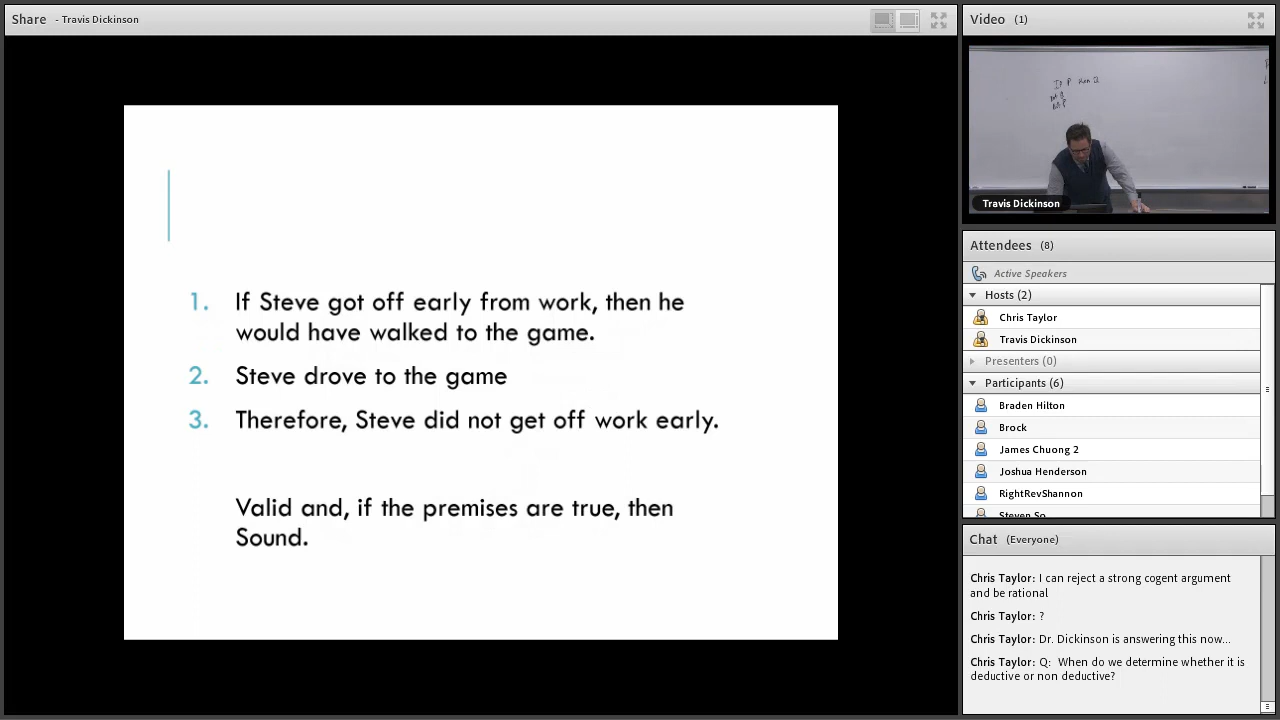 Share - Travis Dickinson
1. If Steve got off early from work, then he
would have walked to the game.
2. Steve drove to the game
3. Therefore, Steve did not get off work early.
Valid and, if the premises are true, then
Sound.
Video (1)
If P then Q
Travis Dickinson
Attendees (8)
Active Speakers
Hosts (2)
Chris Taylor
Travis Dickinson
Presenters (0)
Participants (6)
Braden Hilton
Brock
James Chuong 2
Joshua Henderson
RightRevShannon
Steven So
Chat (Everyone)
Chris Taylor: I can reject a strong cogent argument
and be rational
Chris Taylor: ?
Chris Taylor: Dr. Dickinson is answering this now...
Chris Taylor: Q: When do we determine whether it is
deductive or non deductive?